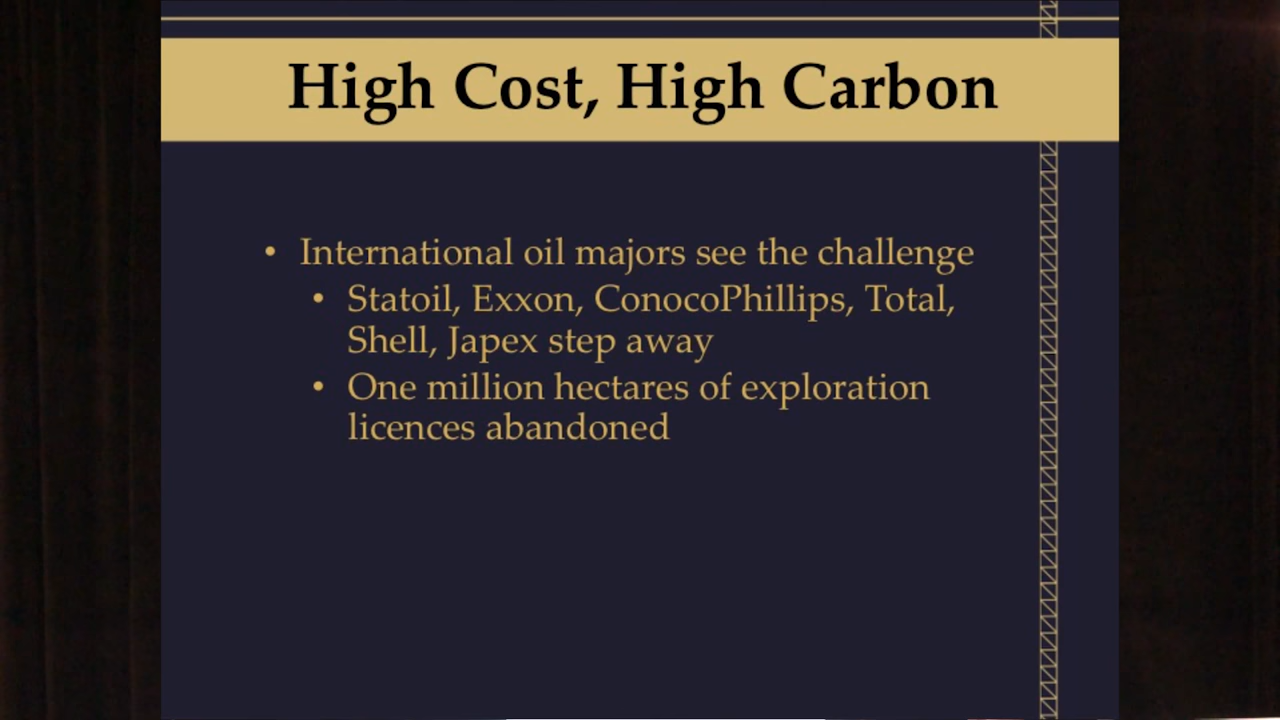 High Cost, High Carbon
• International oil majors see the challenge
• Statoil, Exxon, ConocoPhillips, Total,
Shell, Japex step away
• One million hectares of exploration
licences abandoned